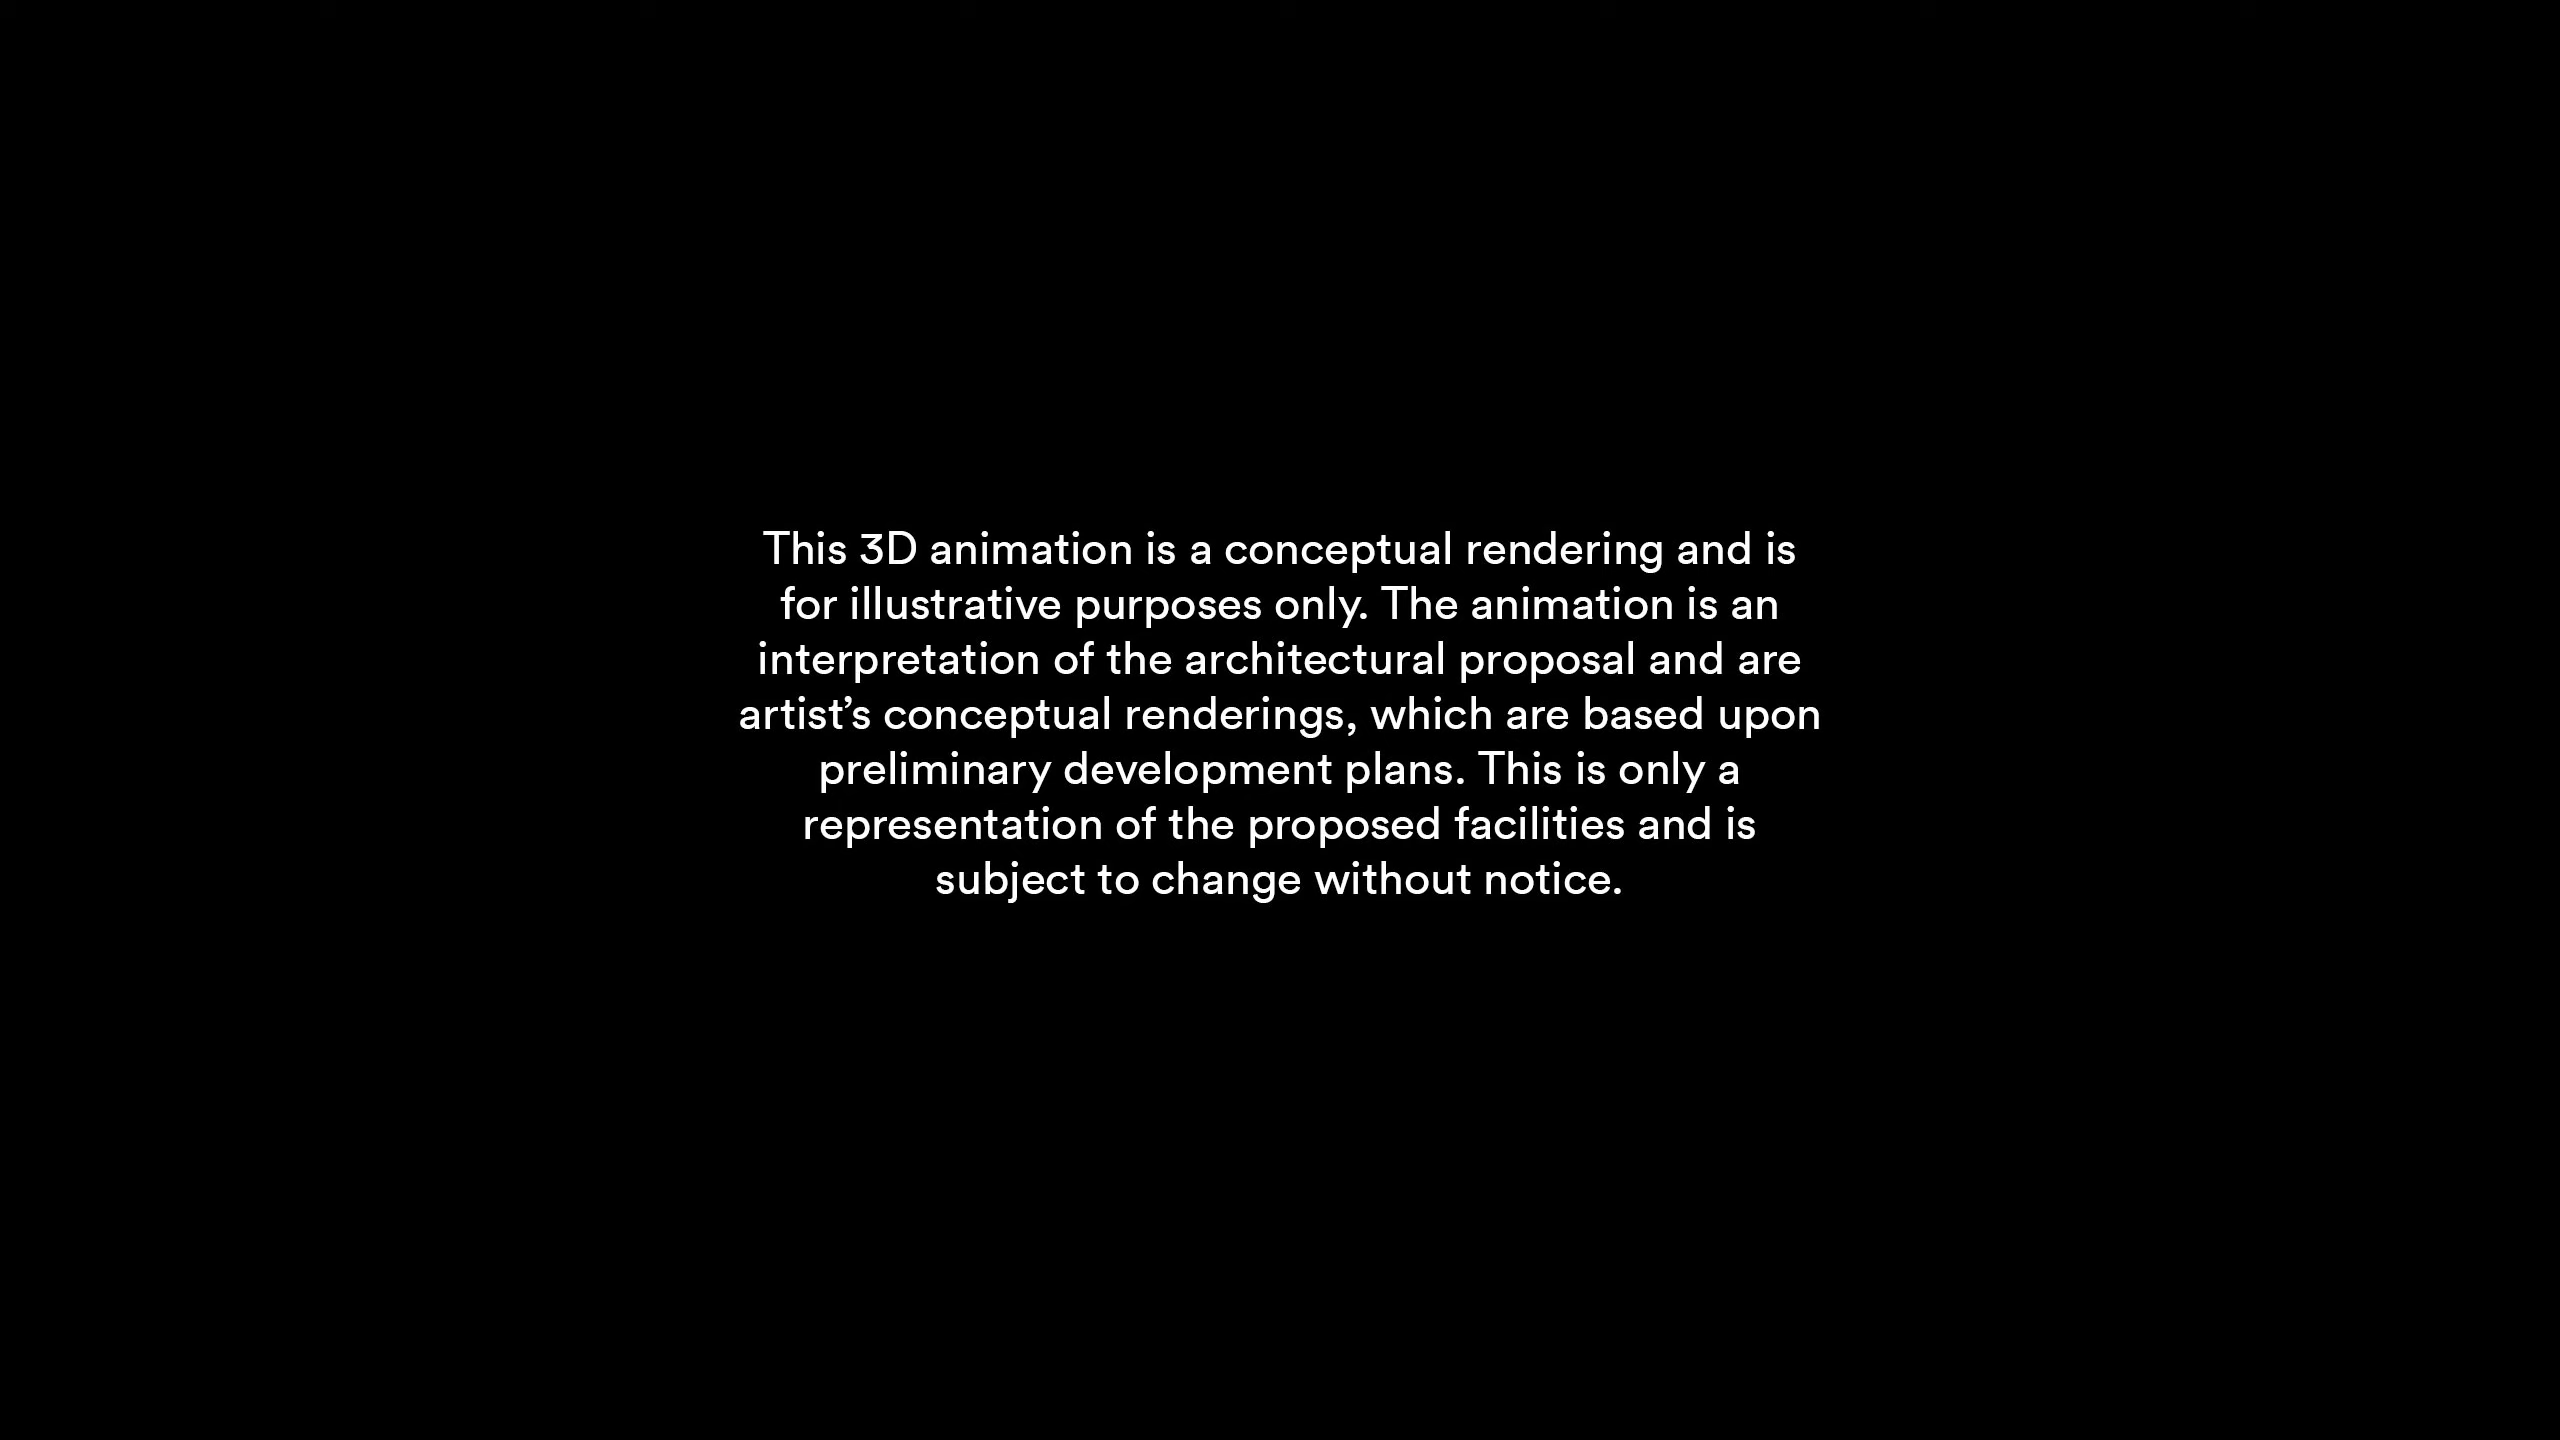 This 3D animation is a conceptual rendering and is
for illustrative purposes only. The animation is an
interpretation of the architectural proposal and are
artist’s conceptual renderings, which are based upon
preliminary development plans. This is only a
representation of the proposed facilities and is
subject to change without notice.